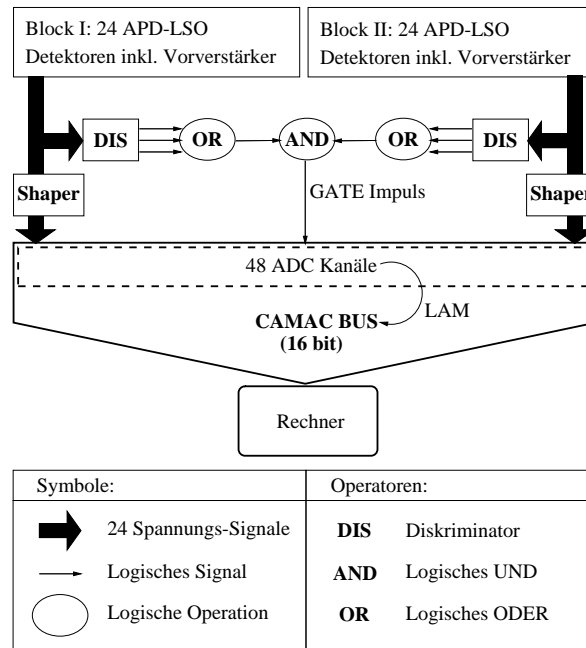 Block I: 24 APD-LSO
Detektoren inkl. Vorverstärker
Block II: 24 APD-LSO
Detektoren inkl. Vorverstärker
DIS
OR
AND
OR
DIS
Shaper
GATE Impuls
Shaper
48 ADC Kanäle
LAM
CAMAC BUS
(16 bit)
Rechner
Symbole:
24 Spannungs-Signale
Logisches Signal
Logische Operation
Operatoren:
DIS Diskriminator
AND Logisches UND
OR Logisches ODER